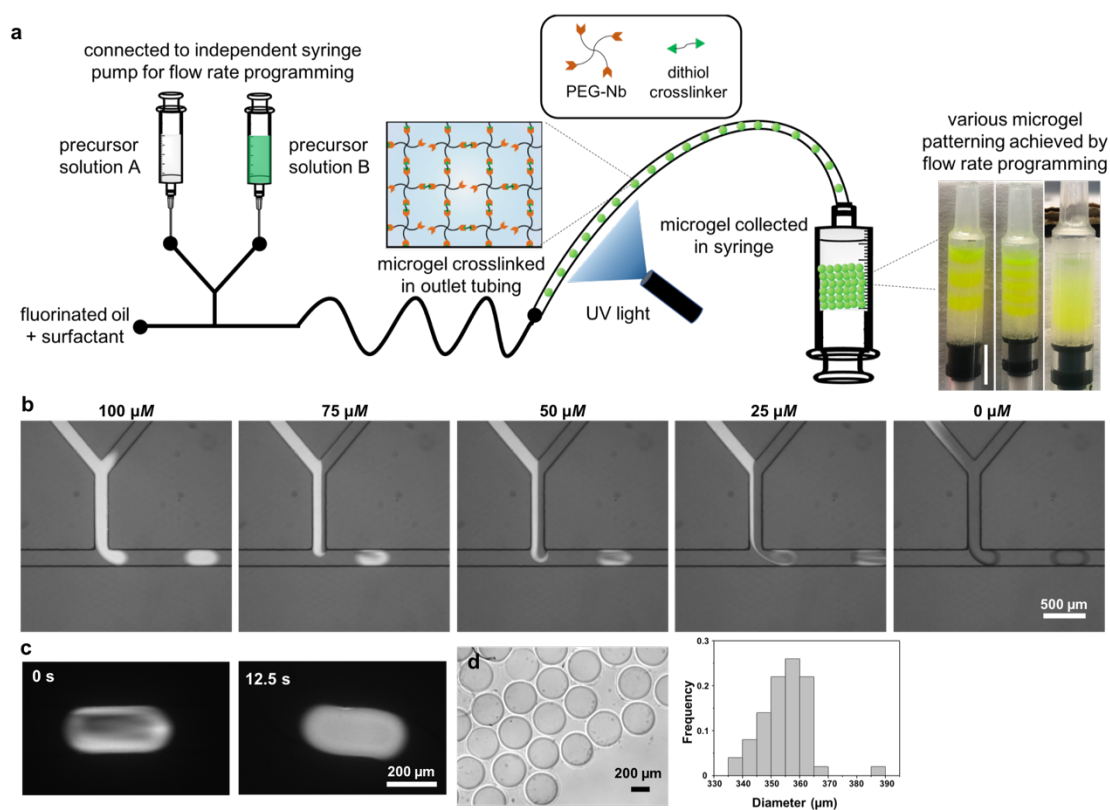 a
connected to independent syringe
pump for flow rate programming
precursor
solution A
precursor
solution B
fluorinated oil
+ surfactant
PEG-Nb
dithiol
crosslinker
microgel crosslinked
in outlet tubing
UV light
microgel collected
in syringe
various microgel
patterning achieved by
flow rate programming
b
100 µM
75 µM
50 µM
25 µM
0 µM
500 µm
c
0 s
12.5 s
200 µm
d
200 µm
Frequency
0.3
0.2
0.1
0
330 340 350 360 370 380 390
Diameter (µm)